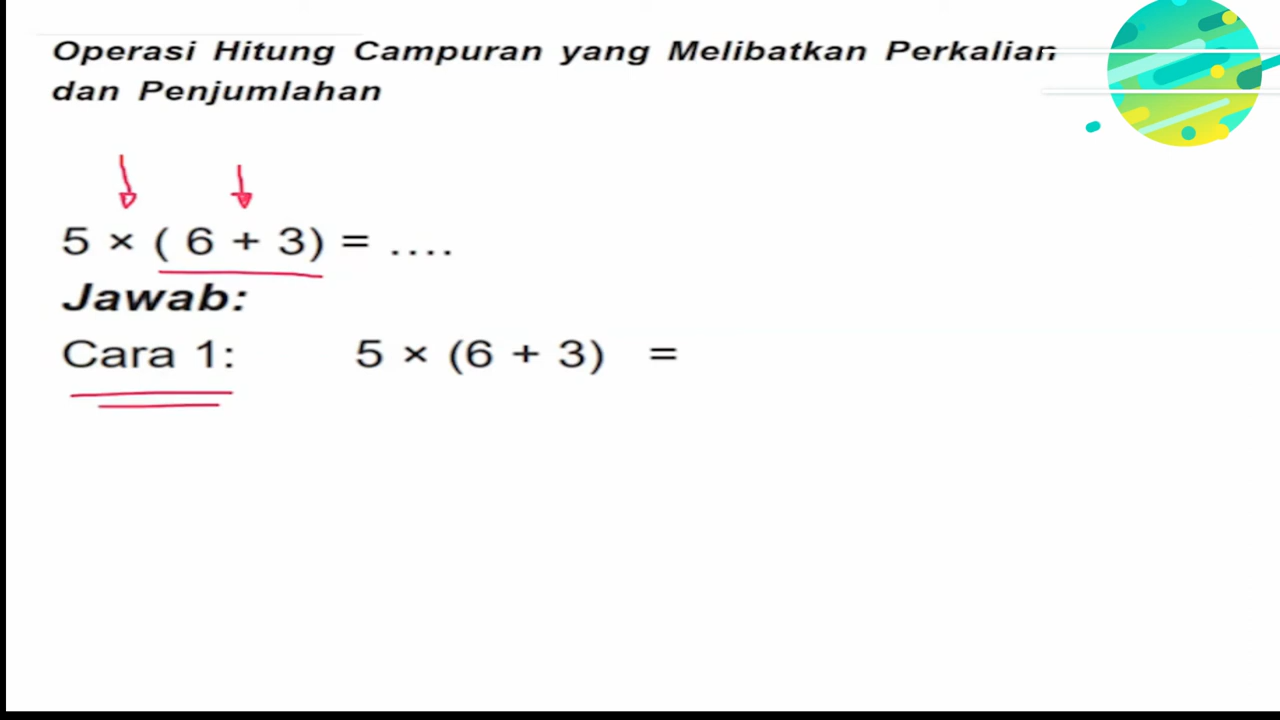 Operasi Hitung Campuran yang Melibatkan Perkalian
dan Penjumlahan
5 × ( 6 + 3) = ....
Jawab:
Cara 1: 5 × (6 + 3) =